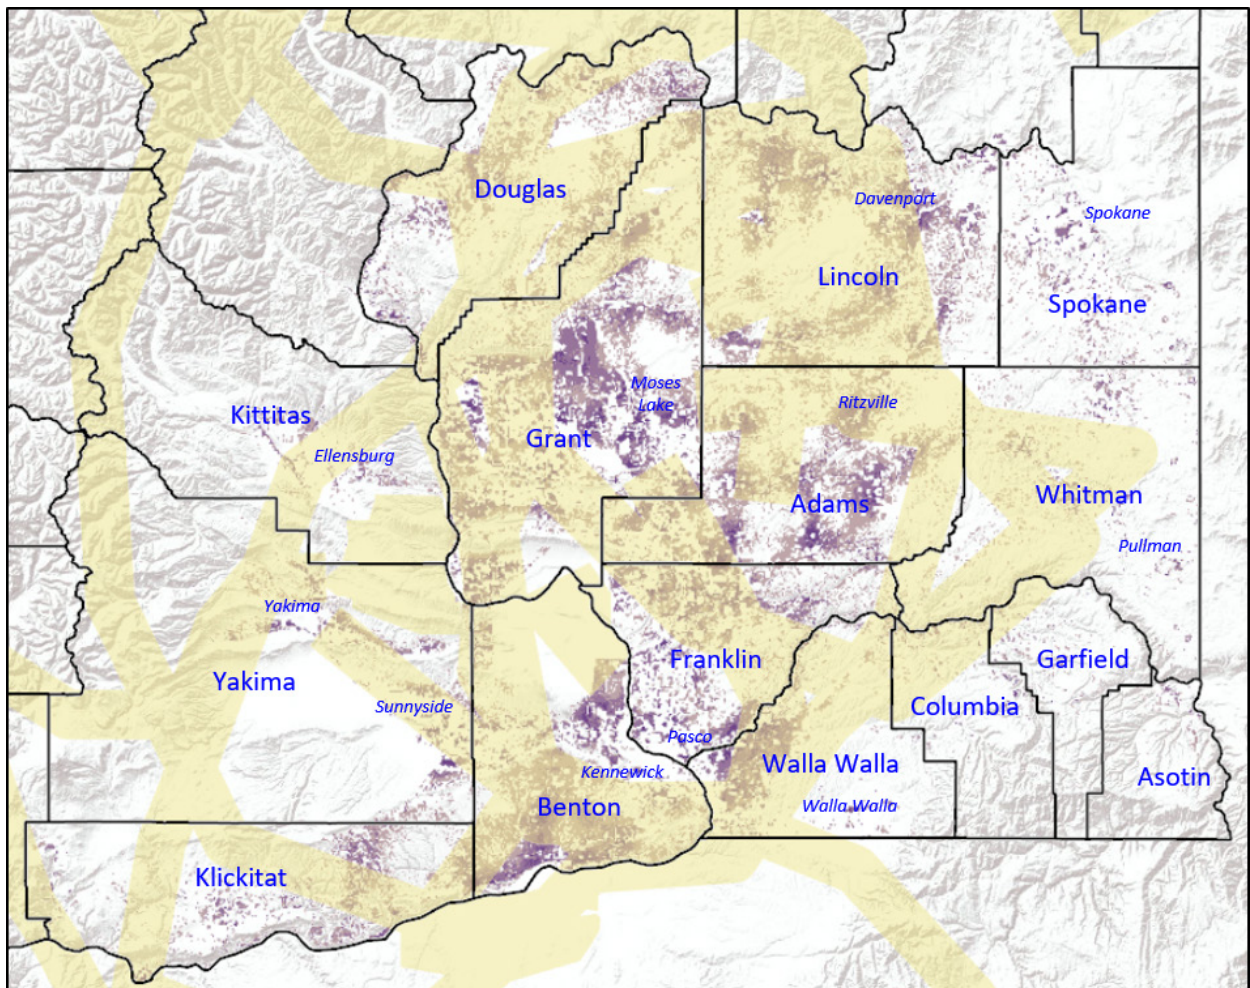 Douglas
Davenport
Spokane
Lincoln
Spokane
Moses
Lake
Ritzville
Kittitas
Grant
Ellensburg
Whitman
Adams
Pullman
Yakima
Franklin
Garfield
Yakima
Sunnyside
Columbia
Pasco
Walla Walla
Kennewick
Asotin
Benton
Walla Walla
Klickitat